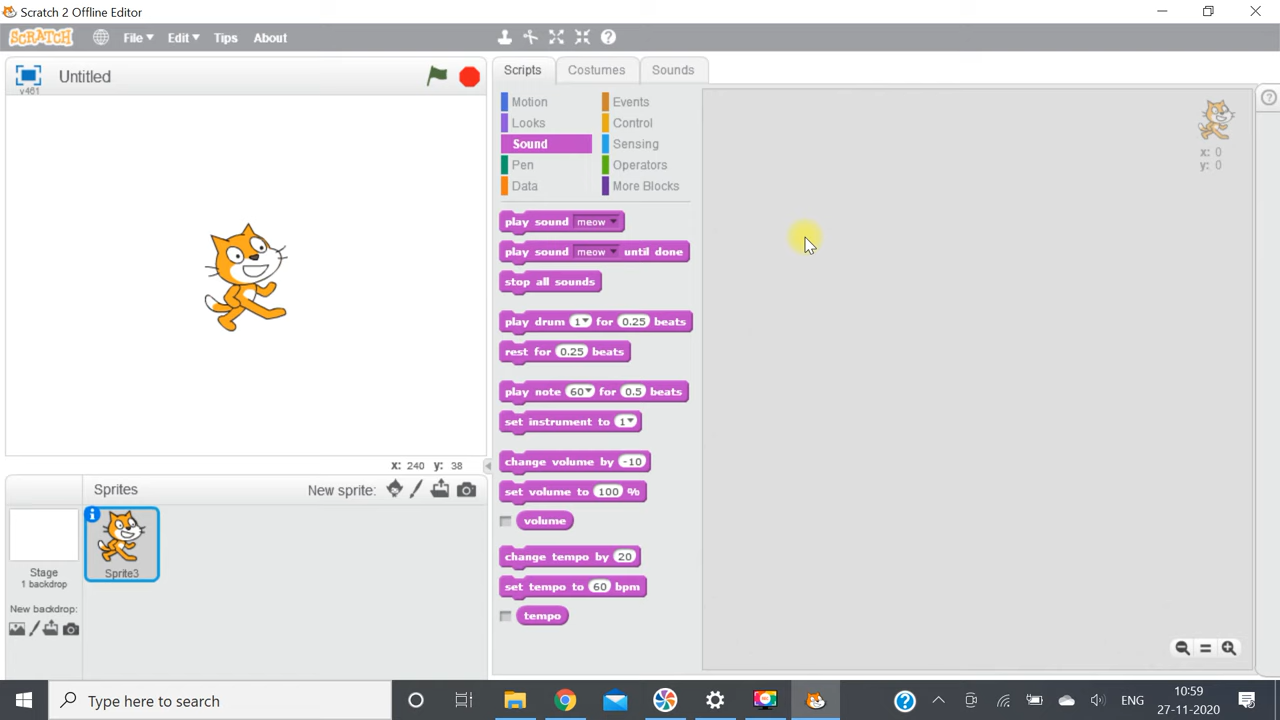 Scratch 2 Offline Editor
SCRATCH File Edit Tips About
v461 Untitled
Scripts Costumes Sounds
Motion Events
Looks Control
Sound Sensing
Pen Operators
Data More Blocks
x: 0
y: 0
play sound meow
play sound meow until done
stop all sounds
play drum 1 for 0.25 beats
rest for 0.25 beats
play note 60 for 0.5 beats
set instrument to 1
change volume by -10
set volume to 100 %
volume
change tempo by 20
set tempo to 60 bpm
tempo
x: 240 y: 38
Sprites New sprite:
Stage
1 backdrop
Sprite3
New backdrop:
Type here to search
ENG
10:59
27-11-2020